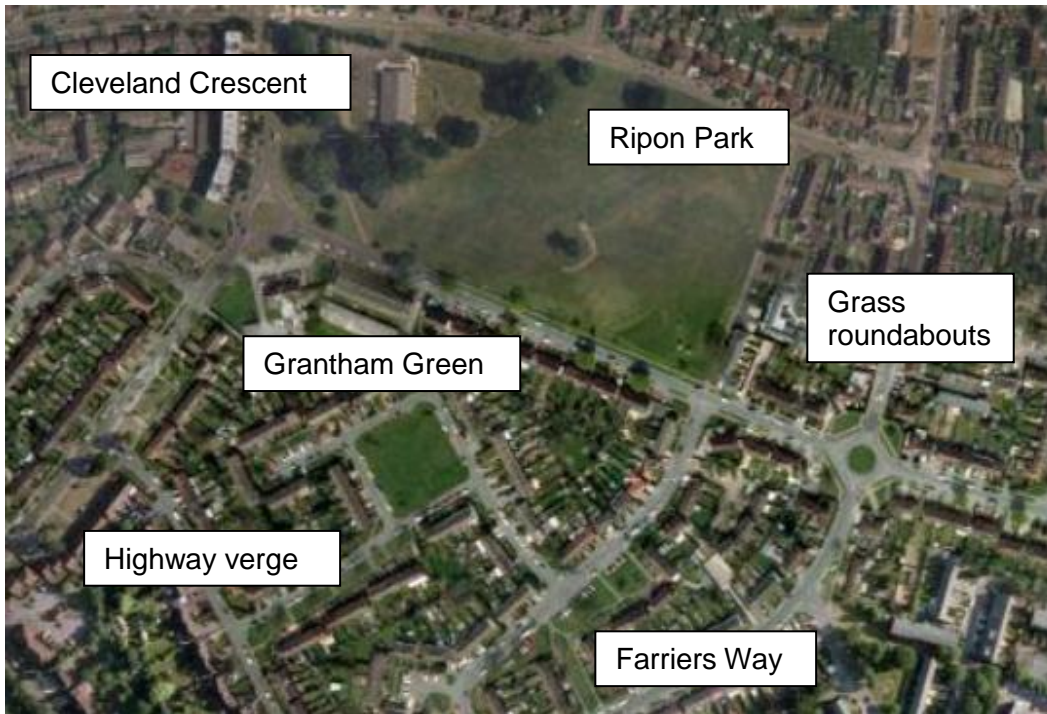 Cleveland Crescent
Ripon Park
Grass
roundabouts
Grantham Green
Highway verge
Farriers Way